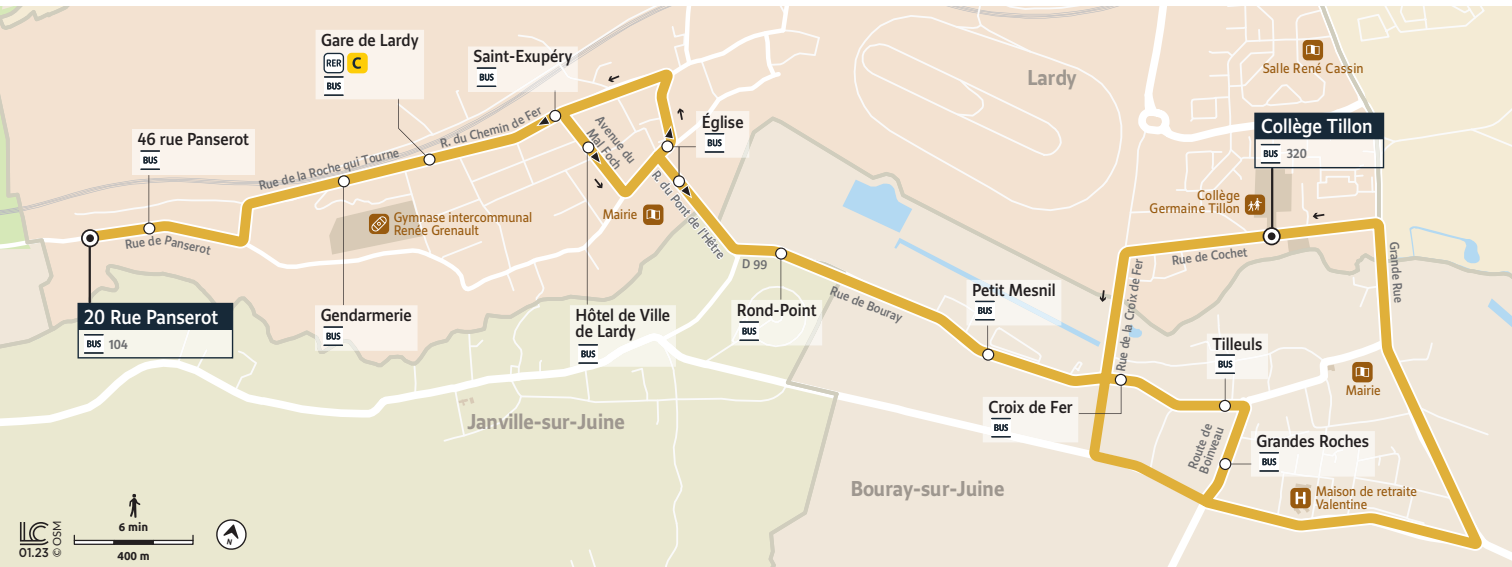 Gare de Lardy
RER C
BUS
Saint-Exupéry
BUS
Lardy
Salle René Cassin
46 rue Panserot
BUS
R. du Chemin de Fer
Avenue du
Mal Foch
Église
BUS
Collège Tillon
BUS 320
Rue de la Roche qui Tourne
Gymnase intercommunal
Renée Grenault
Mairie
R. du Pont de l'Hêtre
Collège
Germaine Tillon
Rue de Panserot
D 99
Rue de Cochet
Grande Rue
Rue de la Croix de Fer
20 Rue Panserot
BUS 104
Gendarmerie
BUS
Hôtel de Ville
de Lardy
BUS
Rond-Point
BUS
Rue de Bouray
Petit Mesnil
BUS
Tilleuls
BUS
Mairie
Croix de Fer
BUS
Janville-sur-Juine
Route de
Boinveau
Grandes Roches
BUS
Bouray-sur-Juine
H
Maison de retraite
Valentine
LC
01.23 © OSM
6 min
400 m
N